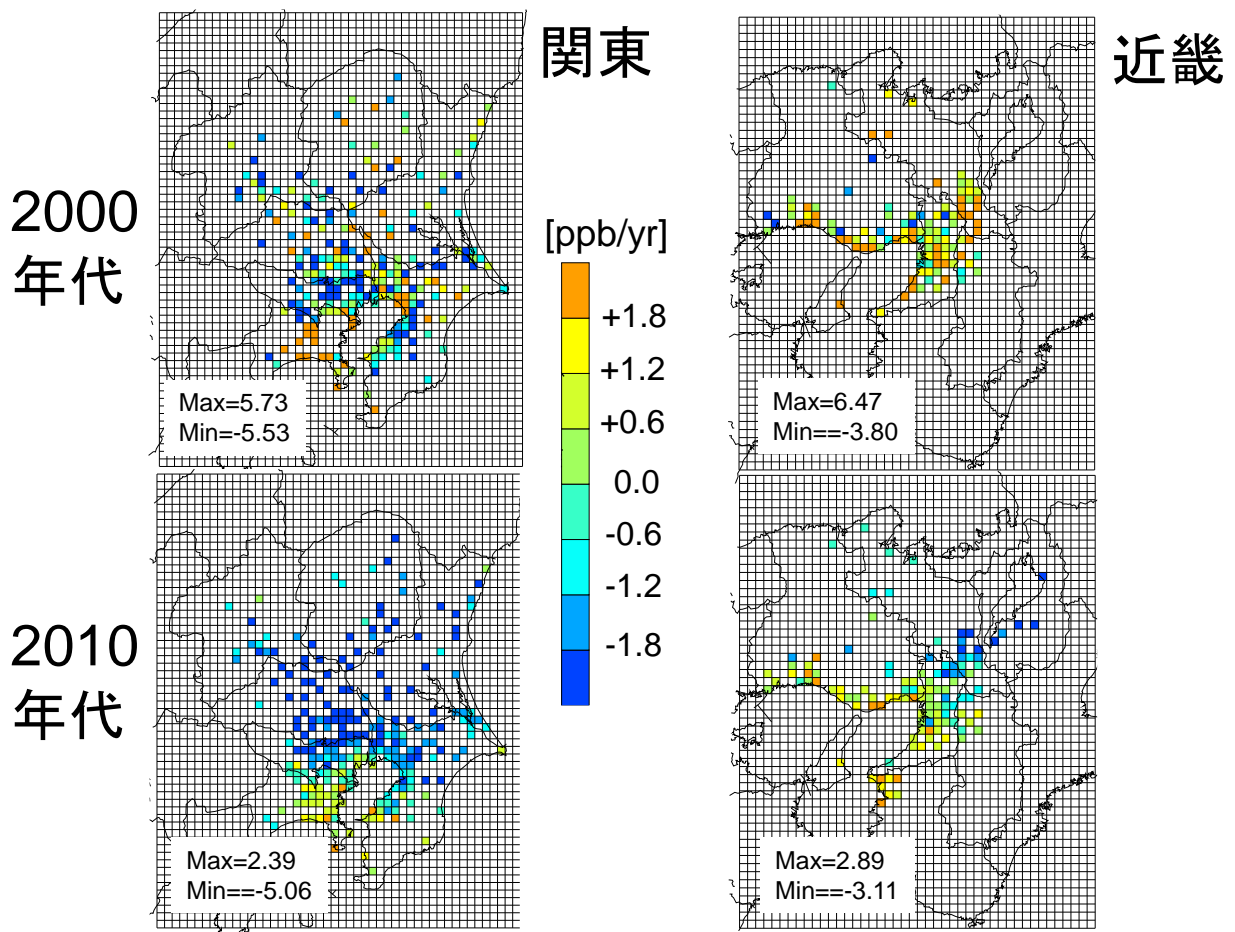 関東
近畿
2000
年代
[ppb/yr]
+1.8
+1.2
+0.6
0.0
-0.6
-1.2
-1.8
Max=5.73
Min=-5.53
Max=6.47
Min==-3.80
2010
年代
Max=2.39
Min==-5.06
Max=2.89
Min==-3.11